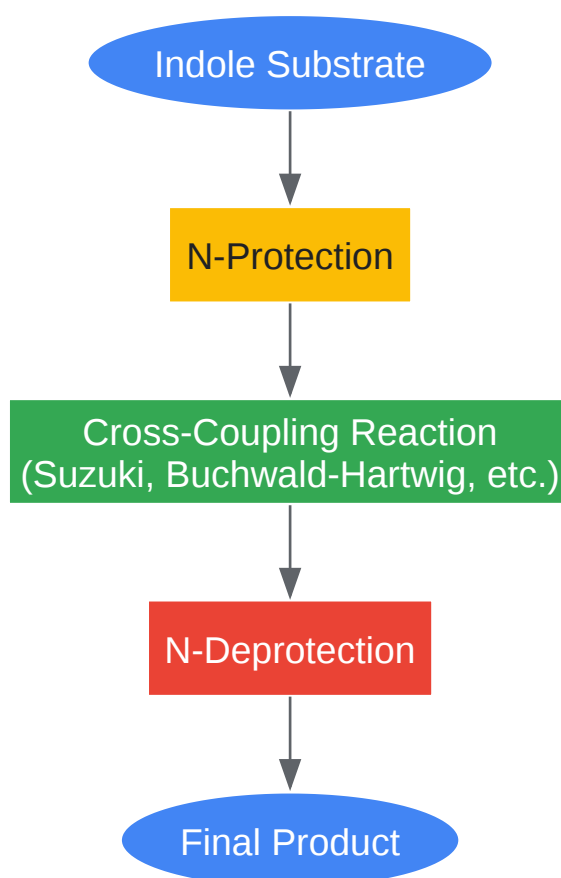 Indole Substrate
N-Protection
Cross-Coupling Reaction
(Suzuki, Buchwald-Hartwig, etc.)
N-Deprotection
Final Product